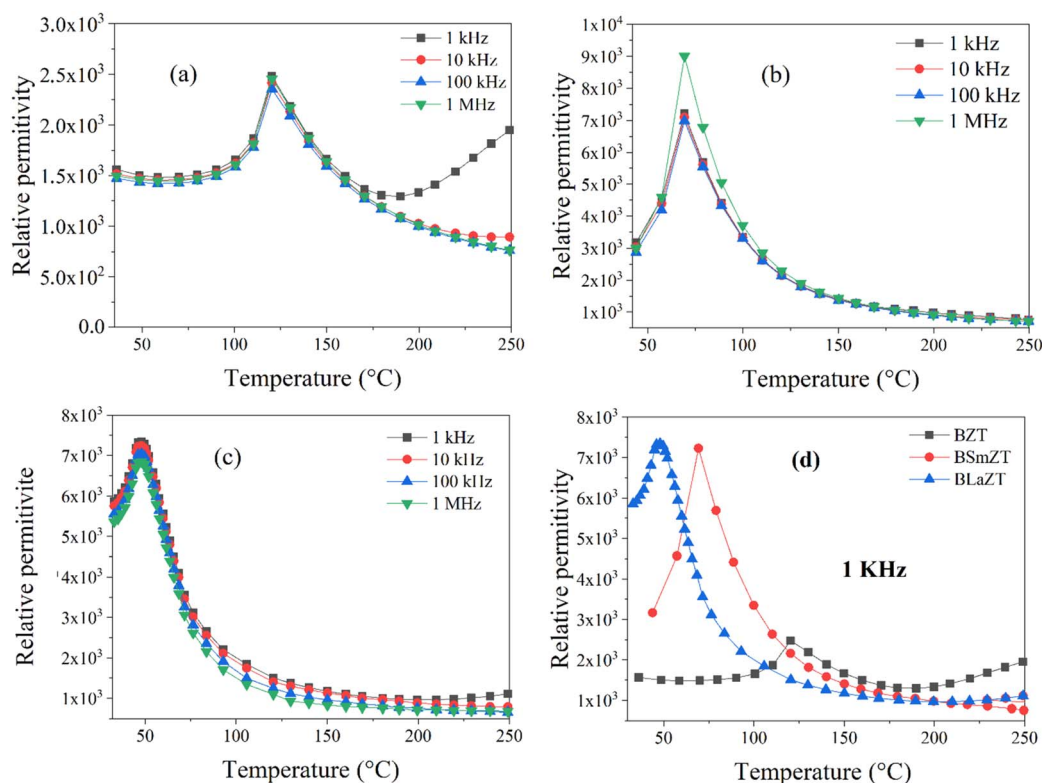 Relative permitivity
3.0x10³
2.5x10³
2.0x10³
1.5x10³
1.0x10³
5.0x10²
0.0
(a)
1 kHz
10 kHz
100 kHz
1 MHz
50 100 150 200 250
Temperature (°C)
Relative permittivity
1x10⁴
9x10³
8x10³
7x10³
6x10³
5x10³
4x10³
3x10³
2x10³
1x10³
(b)
1 kHz
10 kHz
100 kHz
1 MHz
50 100 150 200 250
Temperature (°C)
Relative permittivite
8x10³
7x10³
6x10³
5x10³
4x10³
3x10³
2x10³
1x10³
(c)
1 kHz
10 kHz
100 kHz
1 MHz
50 100 150 200 250
Temperature (°C)
Relative permitivity
8x10³
7x10³
6x10³
5x10³
4x10³
3x10³
2x10³
1x10³
0
(d)
BZT
BSmZT
BLaZT
1 KHz
50 100 150 200 250
Temperature (°C)